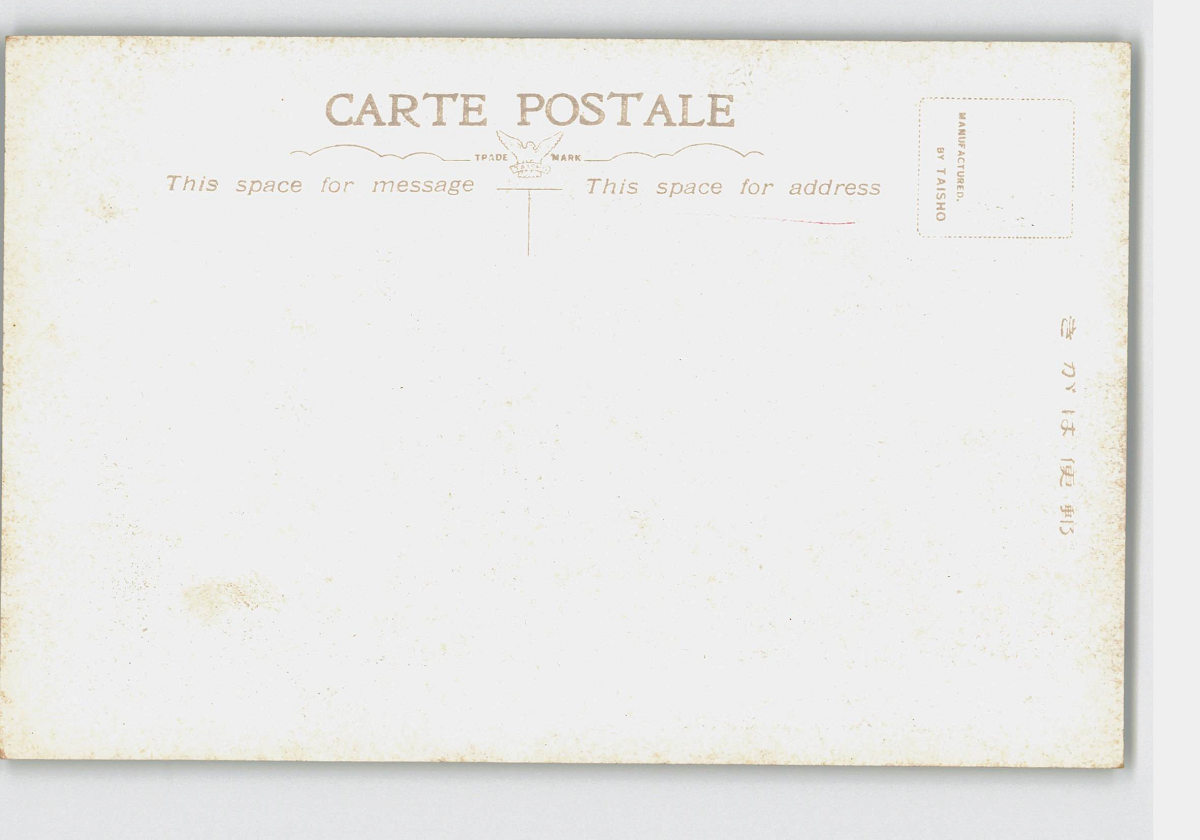 CARTE POSTALE
TRADE MARK
This space for message
This space for address
MANUFACTURED.
BY TAISHO
きがは便郵